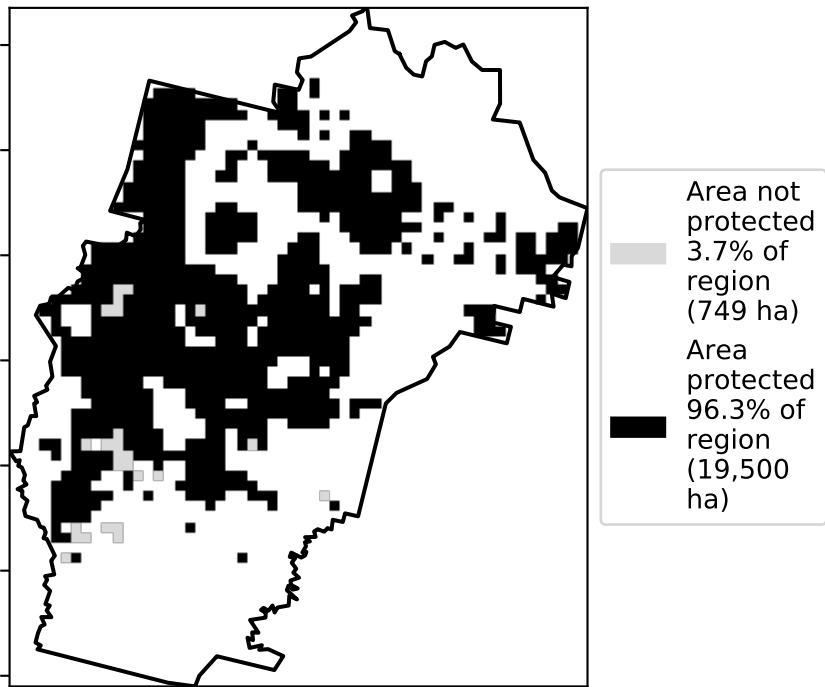 Area not
protected
3.7% of
region
(749 ha)
Area
protected
96.3% of
region
(19,500
ha)